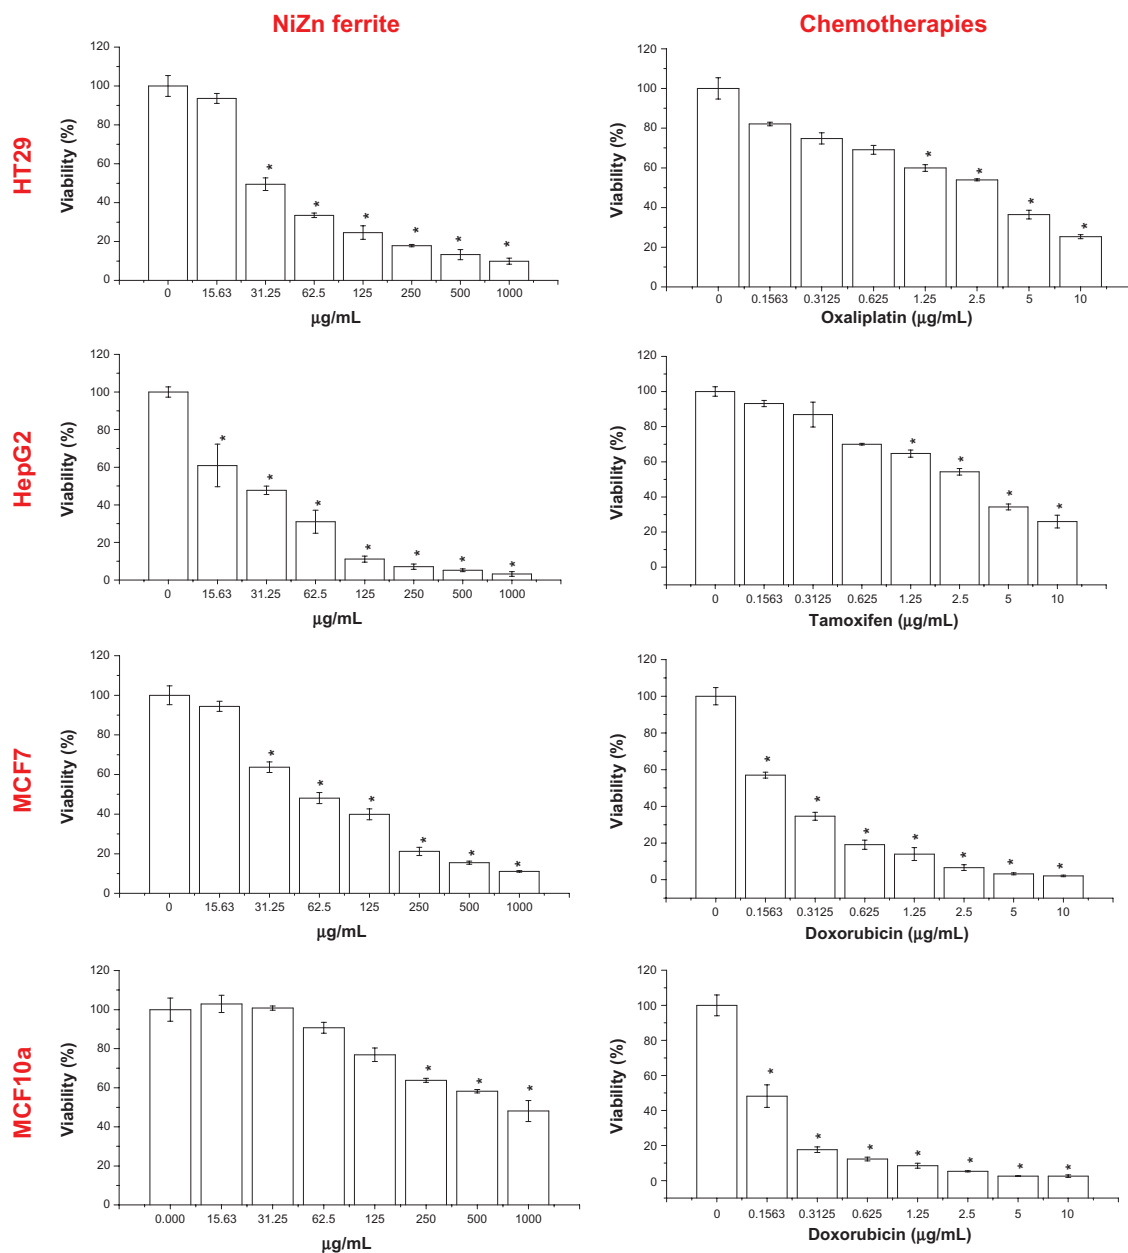 NiZn ferrite
Chemotherapies
HT29
Viability (%)
120
100
80
60
40
20
0
* * * * * *
0 15.63 31.25 62.5 125 250 500 1000
µg/mL
Viability (%)
120
100
80
60
40
20
0
* * * *
0 0.1563 0.3125 0.625 1.25 2.5 5 10
Oxaliplatin (µg/mL)
HepG2
Viability (%)
120
100
80
60
40
20
0
* * * * * * *
0 15.63 31.25 62.5 125 250 500 1000
µg/mL
Viability (%)
120
100
80
60
40
20
0
* * * *
0 0.1563 0.3125 0.625 1.25 2.5 5 10
Tamoxifen (µg/mL)
MCF7
Viability (%)
120
100
80
60
40
20
0
* * * * * *
0 15.63 31.25 62.5 125 250 500 1000
µg/mL
Viability (%)
120
100
80
60
40
20
0
* * * * * * *
0 0.1563 0.3125 0.625 1.25 2.5 5 10
Doxorubicin (µg/mL)
MCF10a
Viability (%)
120
100
80
60
40
20
0
* * *
0.000 15.63 31.25 62.5 125 250 500 1000
µg/mL
Viability (%)
120
100
80
60
40
20
0
* * * * * * *
0 0.1563 0.3125 0.625 1.25 2.5 5 10
Doxorubicin (µg/mL)